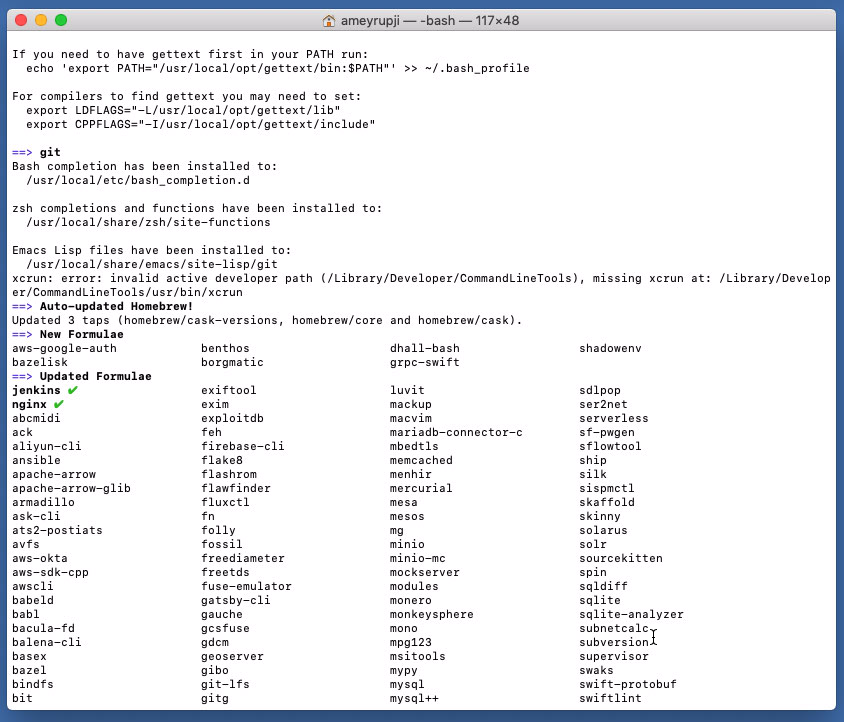 ameyrupji — -bash — 117×48
If you need to have gettext first in your PATH run:
  echo 'export PATH="/usr/local/opt/gettext/bin:$PATH"' >> ~/.bash_profile
For compilers to find gettext you may need to set:
  export LDFLAGS="-L/usr/local/opt/gettext/lib"
  export CPPFLAGS="-I/usr/local/opt/gettext/include"
==> git
Bash completion has been installed to:
  /usr/local/etc/bash_completion.d
zsh completions and functions have been installed to:
  /usr/local/share/zsh/site-functions
Emacs Lisp files have been installed to:
  /usr/local/share/emacs/site-lisp/git
xcrun: error: invalid active developer path (/Library/Developer/CommandLineTools), missing xcrun at: /Library/Develop
er/CommandLineTools/usr/bin/xcrun
==> Auto-updated Homebrew!
Updated 3 taps (homebrew/cask-versions, homebrew/core and homebrew/cask).
==> New Formulae
aws-google-auth            benthos                    dhall-bash                 shadowenv
bazelisk                   borgmatic                  grpc-swift
==> Updated Formulae
jenkins ✔                  exiftool                   luvit                      sdlpop
nginx ✔                    exim                       mackup                     ser2net
abcmidi                    exploitdb                  macvim                     serverless
ack                        feh                        mariadb-connector-c        sf-pwgen
aliyun-cli                 firebase-cli               mbedtls                    sflowtool
ansible                    flake8                     memcached                  ship
apache-arrow               flashrom                   menhir                     silk
apache-arrow-glib          flawfinder                 mercurial                  sispmctl
armadillo                  fluxctl                    mesa                       skaffold
ask-cli                    fn                         mesos                      skinny
ats2-postiats              folly                      mg                         solarus
avfs                       fossil                     minio                      solr
aws-okta                   freediameter               minio-mc                   sourcekitten
aws-sdk-cpp                freetds                    mockserver                 spin
awscli                     fuse-emulator              modules                    sqldiff
babeld                     gatsby-cli                 monero                     sqlite
babl                       gauche                     monkeysphere               sqlite-analyzer
bacula-fd                  gcsfuse                    mono                       subnetcalc
balena-cli                 gdcm                       mpg123                     subversion
basex                      geoserver                  msitools                   supervisor
bazel                      gibo                       mypy                       swaks
bindfs                     git-lfs                    mysql                      swift-protobuf
bit                        gitg                       mysql++                    swiftlint